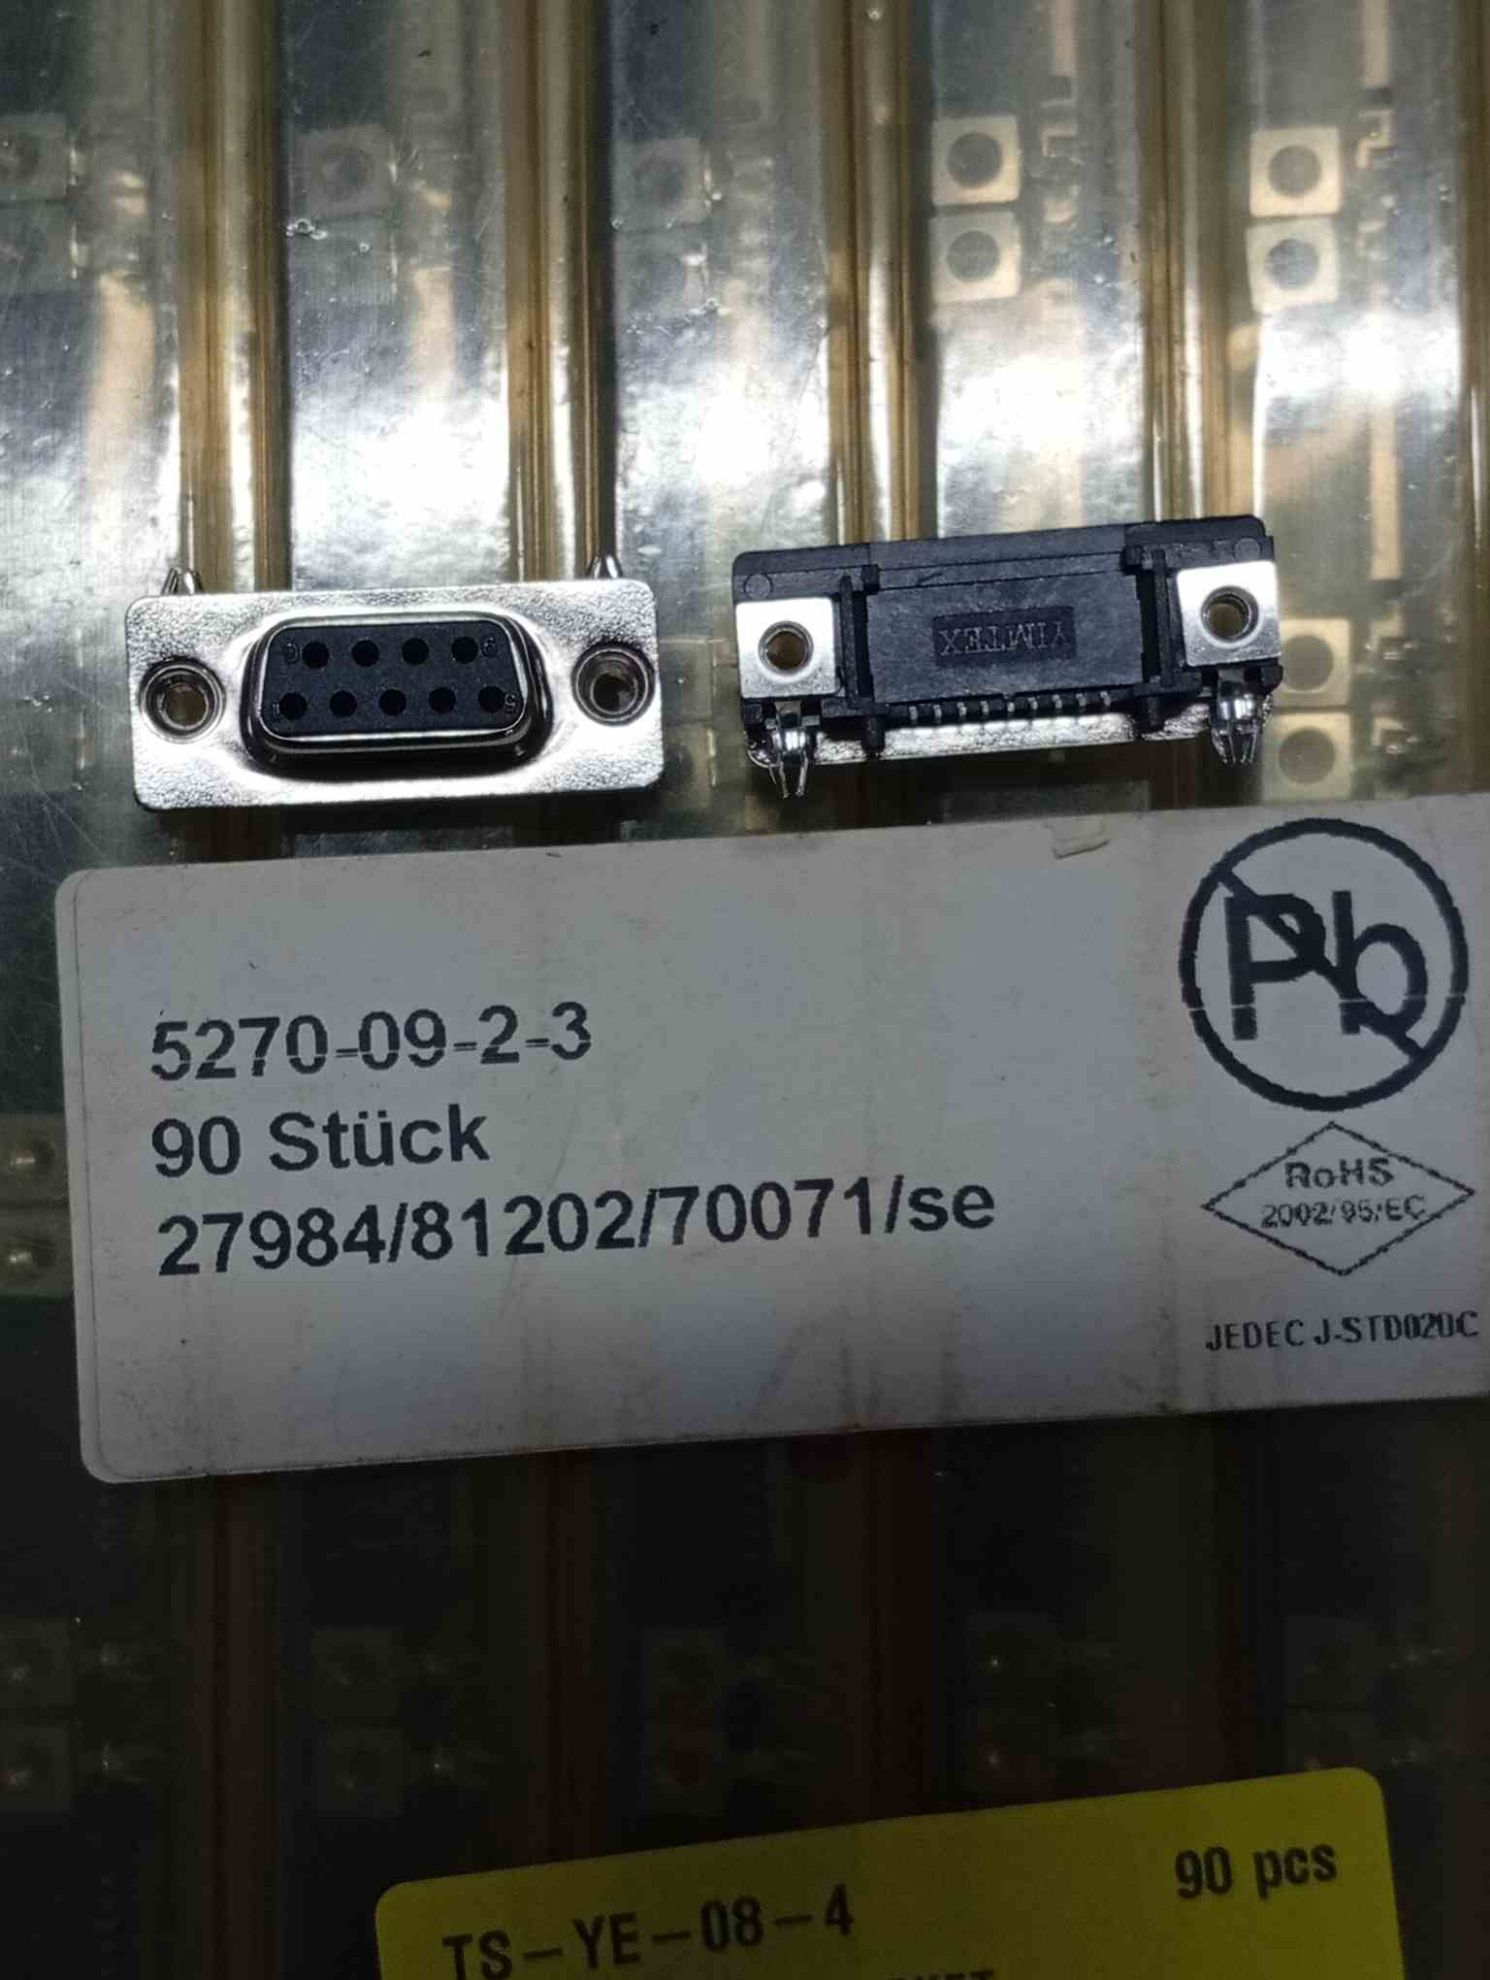 YIMTEX
5270-09-2-3
90 Stück
27984/81202/70071/se
Pb
RoHS
2002/95/EC
JEDEC J-STD020C
90 pcs
TS-YE-08-4